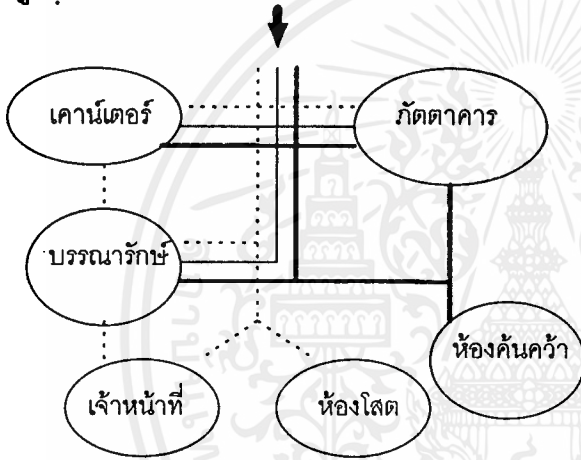 เคาน์เตอร์
ภัตตาคาร
บรรณารักษ์
ห้องค้นคว้า
เจ้าหน้าที่
ห้องโสต